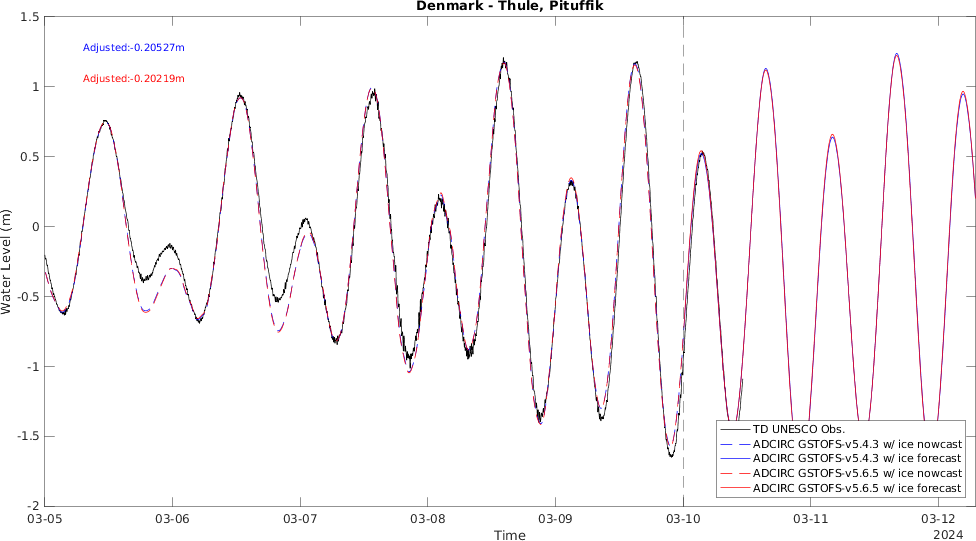 Denmark - Thule, Pituffik
Adjusted:-0.20527m
Adjusted:-0.20219m
Water Level (m)
1.5
1
0.5
0
-0.5
-1
-1.5
-2
TD UNESCO Obs.
ADCIRC GSTOFS-v5.4.3 w/ ice nowcast
ADCIRC GSTOFS-v5.4.3 w/ ice forecast
ADCIRC GSTOFS-v5.6.5 w/ ice nowcast
ADCIRC GSTOFS-v5.6.5 w/ ice forecast
03-05 03-06 03-07 03-08 03-09 03-10 03-11 03-12
Time
2024